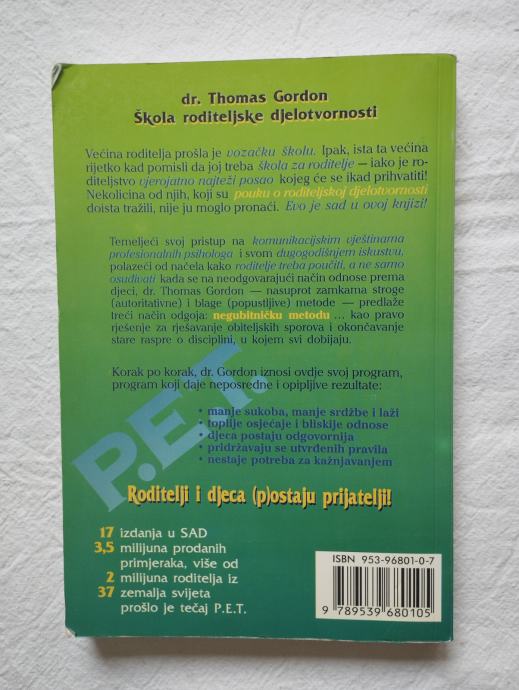 dr. Thomas Gordon
Škola roditeljske djelotvornosti
Većina roditelja prošla je vozačku školu. Ipak, ista ta većina
rijetko kad pomisli da joj treba škola za roditelje — iako je ro-
diteljstvo vjerojatno najteži posao kojeg će se ikad prihvatiti!
Nekolicina od njih, koji su pouku o roditeljskoj djelotvornosti
doista tražili, nije ju moglo pronaći. Evo je sad u ovoj knjizi!
Temeljeći svoj pristup na komunikacijskim vještinama
profesionalnih psihologa i svom dugogodišnjem iskustvu,
polazeći od načela kako roditelje treba poučiti, a ne samo
osuđivati kada se na neodgovarajući način odnose prema
djeci, dr. Thomas Gordon — nasuprot zamkama stroge
(autoritativne) i blage (popustljive) metode — predlaže
treći način odgoja: negubitničku metodu ... kao pravo
rješenje za rješavanje obiteljskih sporova i okončavanje
stare raspre o disciplini, u kojem svi dobijaju.
Korak po korak, dr. Gordon iznosi ovdje svoj program,
program koji daje neposredne i opipljive rezultate:
• manje sukoba, manje srdžbe i laži
• toplije osjećaje i bliskije odnose
• djeca postaju odgovornija
• pridržavaju se utvrđenih pravila
• nestaje potreba za kažnjavanjem
P.E.T.
Roditelji i djeca (p)ostaju prijatelji!
17 izdanja u SAD
3,5 milijuna prodanih
primjeraka, više od
2 milijuna roditelja iz
37 zemalja svijeta
prošlo je tečaj P.E.T.
ISBN 953-96801-0-7
9 789539 680105